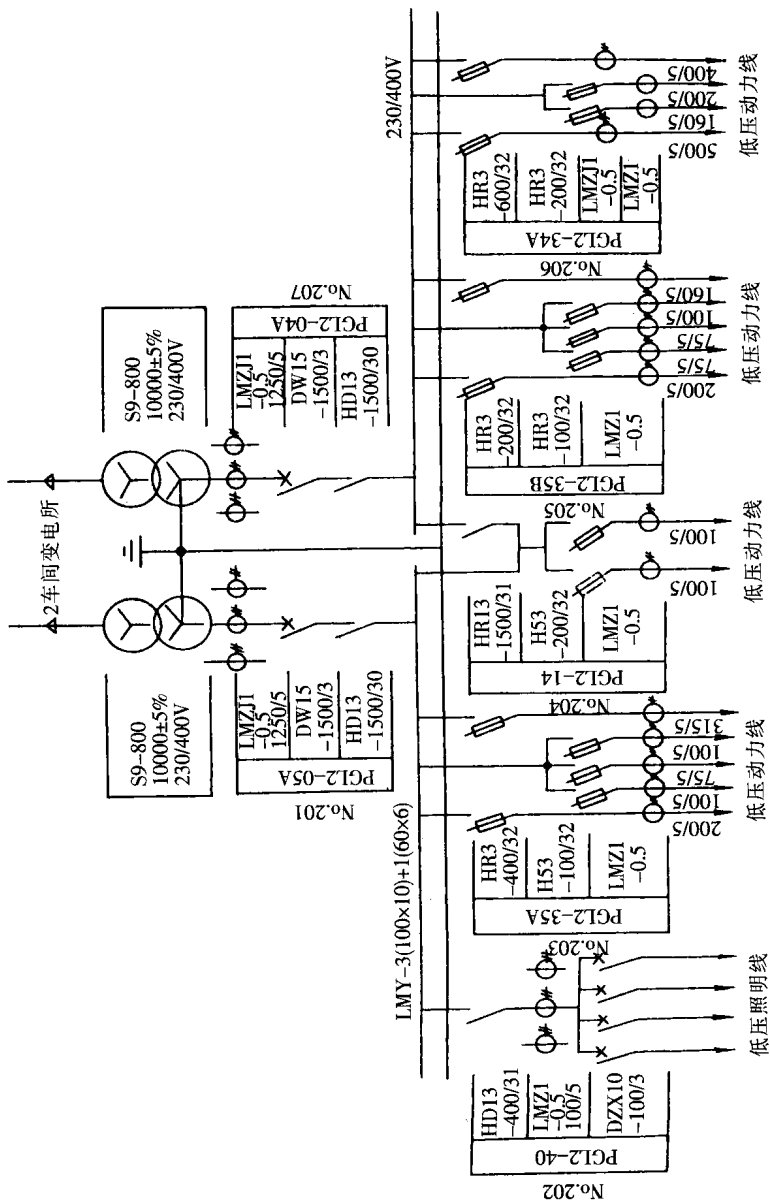 2车间变电所
S9-800
10000±5%
230/400V
S9-800
10000±5%
230/400V
LMZJ1
-0.5
1250/5
DW15
-1500/3
HD13
-1500/30
PGL2-05A
No.201
LMZJ1
-0.5
1250/5
DW15
-1500/3
HD13
-1500/30
PGL2-04A
No.207
LMY-3(100×10)+1(60×6)
230/400V
HD13
-400/31
LMZ1
-0.5
100/5
DZX10
-100/3
PGL2-40
No.202
低压照明线
HR3
-400/32
H53
-100/32
LMZ1
-0.5
PGL2-35A
No.203
200/5
100/5
75/5
100/5
315/5
低压动力线
HR13
-1500/31
H53
-200/32
LMZ1
-0.5
PGL2-14
No.204
100/5
100/5
低压动力线
HR3
-200/32
HR3
-100/32
LMZ1
-0.5
PGL2-35B
No.205
200/5
75/5
75/5
100/5
160/5
低压动力线
HR3
-600/32
HR3
-200/32
LMZJ1
-0.5
LMZ1
-0.5
PGL2-34A
No.206
500/5
160/5
200/5
400/5
低压动力线